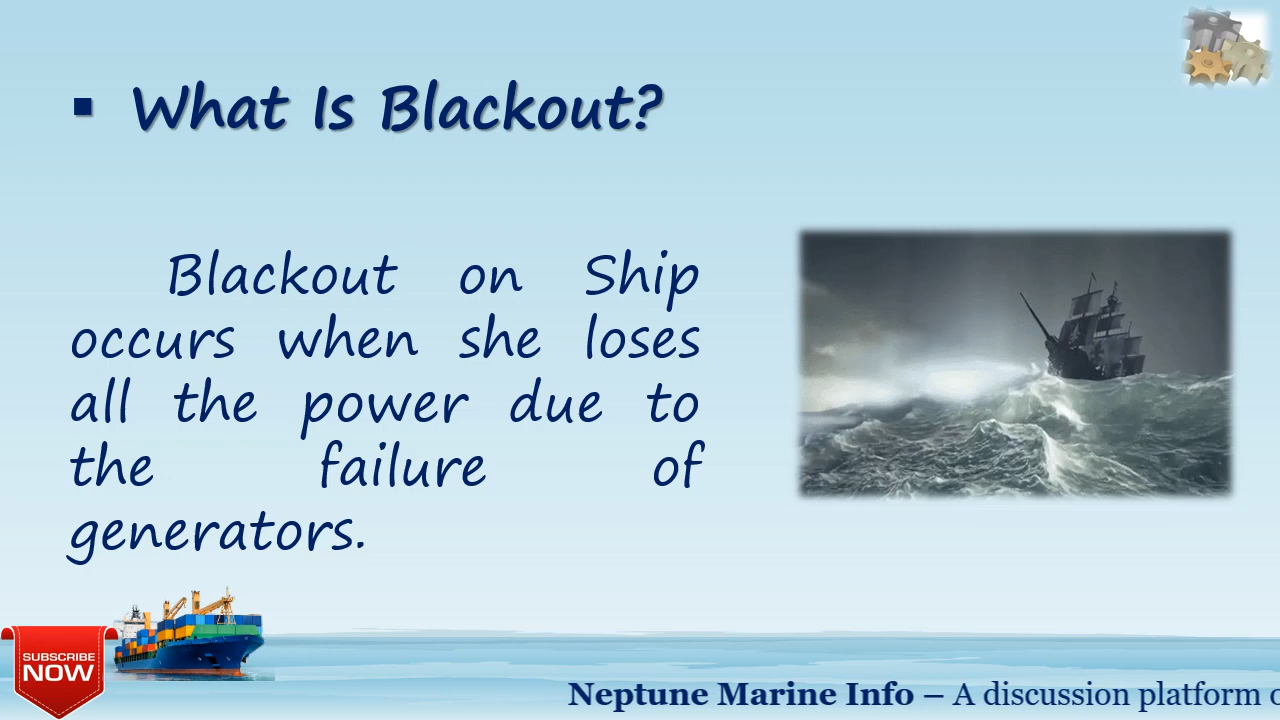 ▪ What Is Blackout?
Blackout on Ship
occurs when she loses
all the power due to
the failure of
generators.
SUBSCRIBE
NOW
Neptune Marine Info – A discussion platform